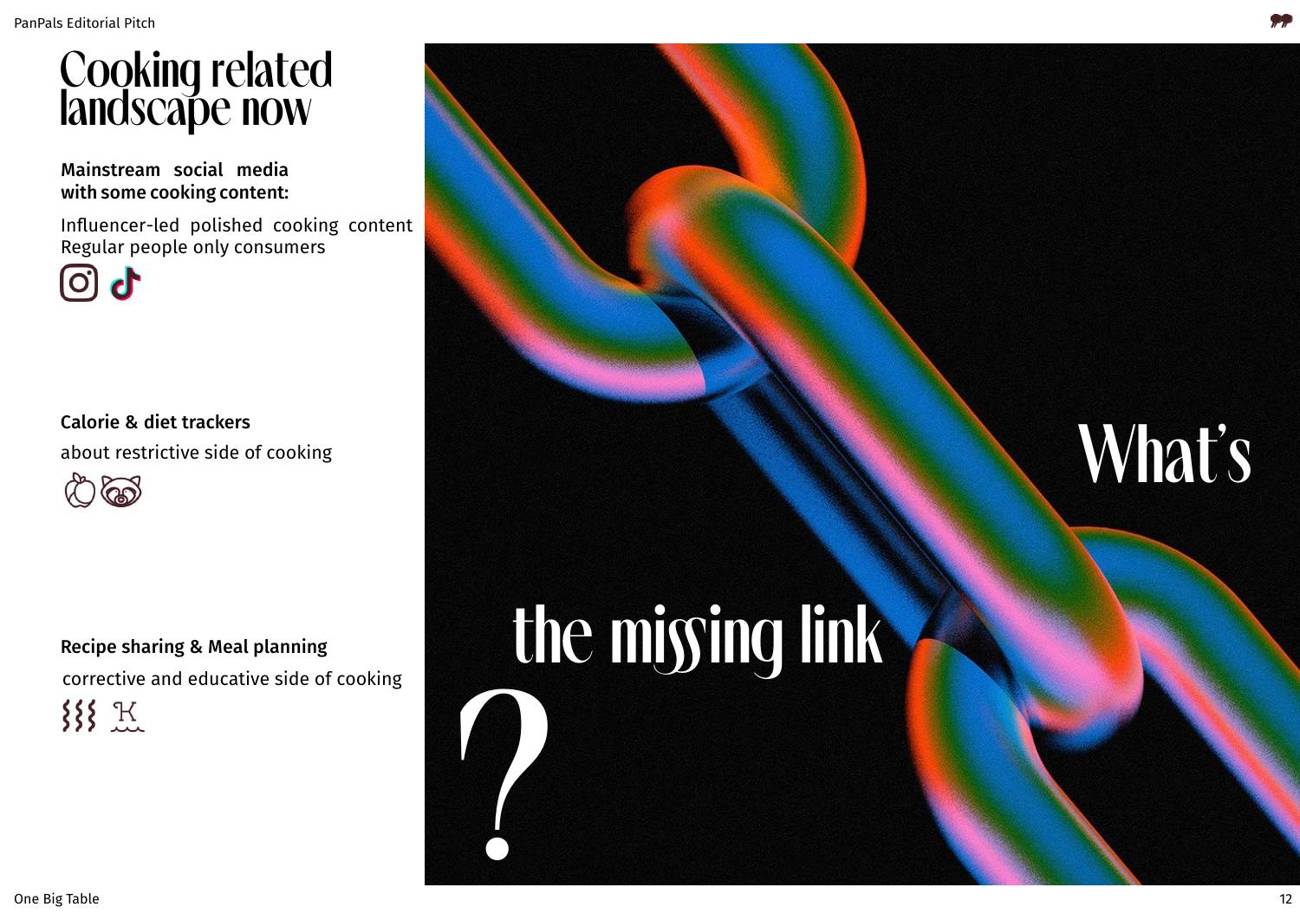 PanPals Editorial Pitch
Cooking related
landscape now
Mainstream social media
with some cooking content:
Influencer-led polished cooking content
Regular people only consumers
Calorie & diet trackers
about restrictive side of cooking
Recipe sharing & Meal planning
corrective and educative side of cooking
K
What's
the missing link
?
One Big Table
12